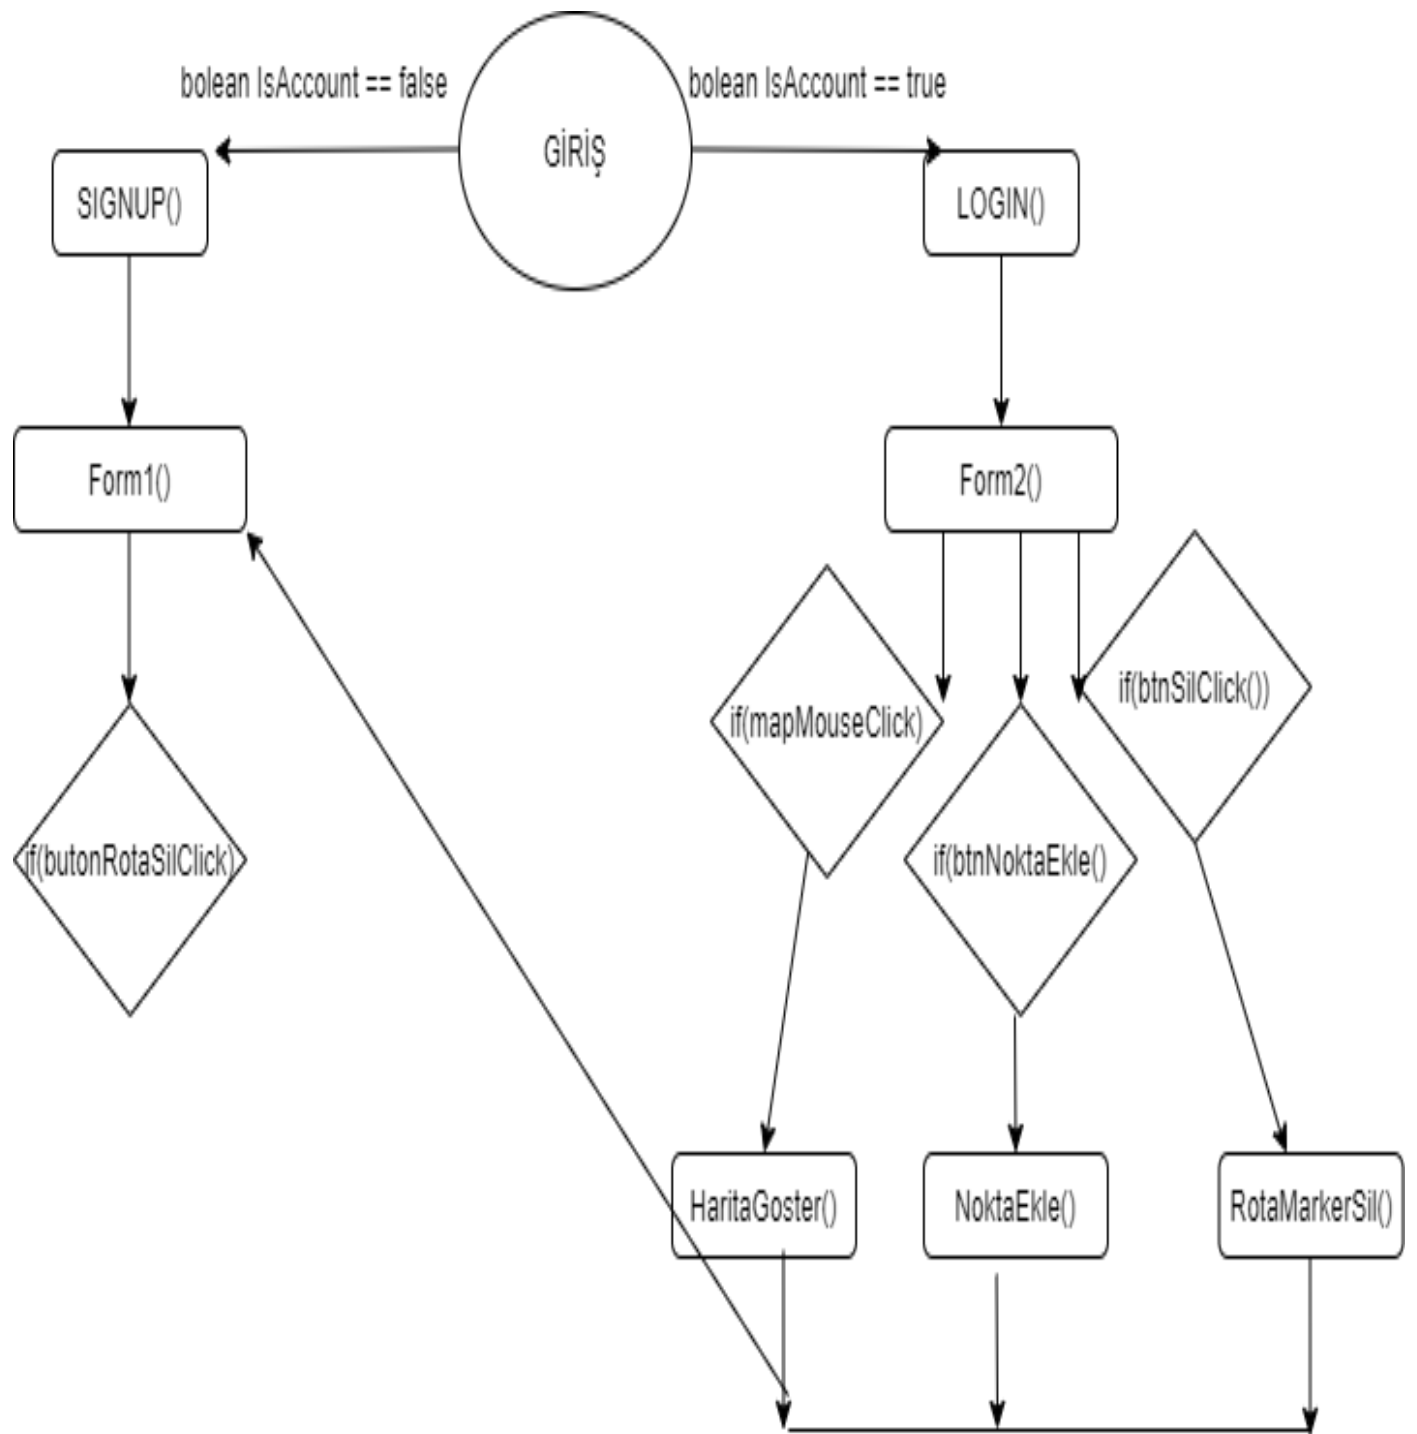 bolean IsAccount == false
bolean IsAccount == true
GİRİŞ
SIGNUP()
LOGIN()
Form1()
Form2()
if(mapMouseClick)
if(btnSilClick())
if(butonRotaSilClick)
if(btnNoktaEkle()
HaritaGoster()
NoktaEkle()
RotaMarkerSil()